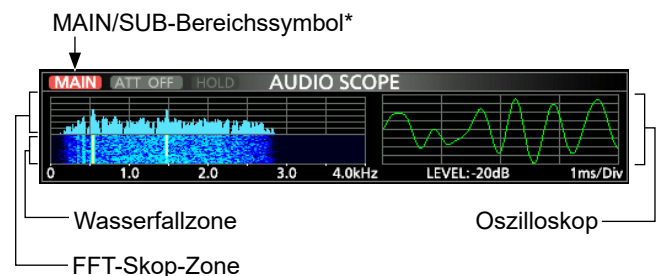 MAIN/SUB-Bereichssymbol*
MAIN ATT OFF HOLD AUDIO SCOPE
0 1.0 2.0 3.0 4.0kHz LEVEL:-20dB 1ms/Div
Wasserfallzone Oszilloskop
FFT-Skop-Zone